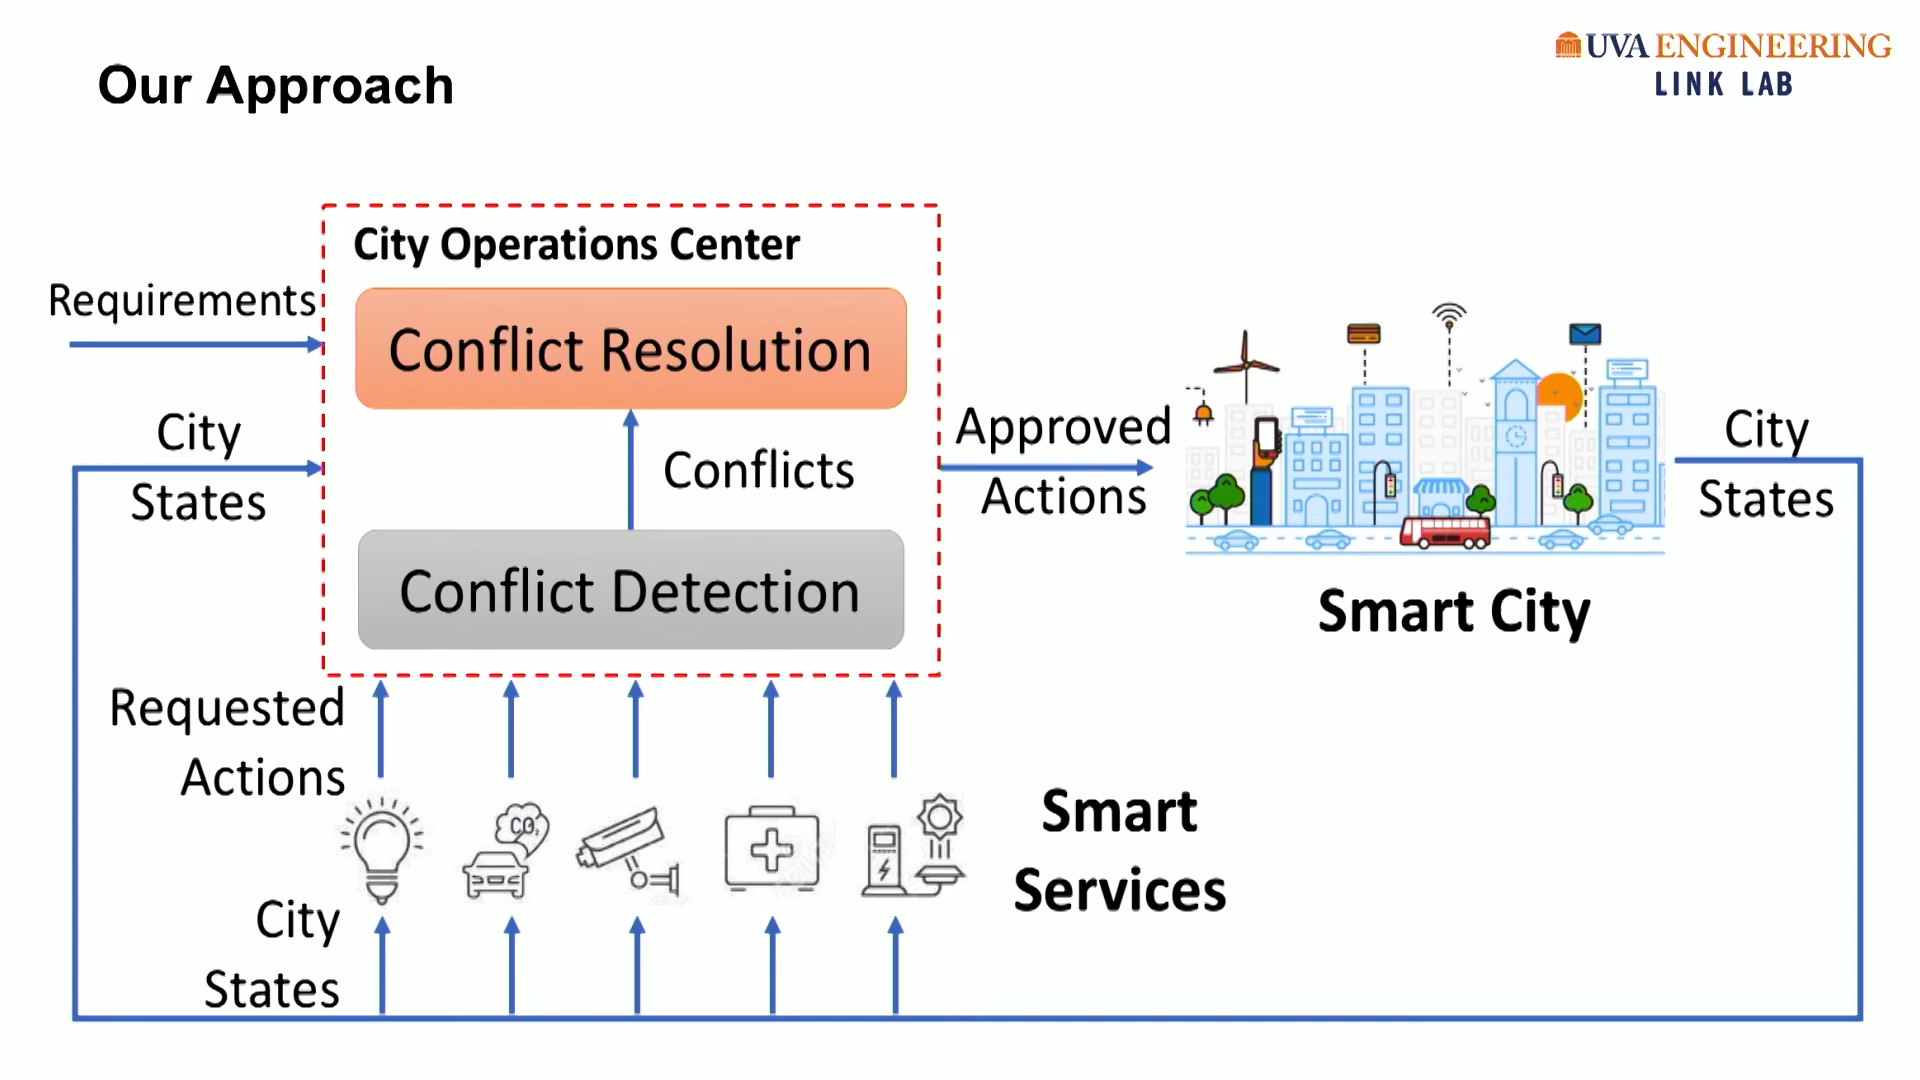 Our Approach
UVA ENGINEERING
LINK LAB
City Operations Center
Requirements
Conflict Resolution
City
States
Conflicts
Approved
Actions
City
States
Conflict Detection
Smart City
Requested
Actions
CO2
Smart
Services
City
States